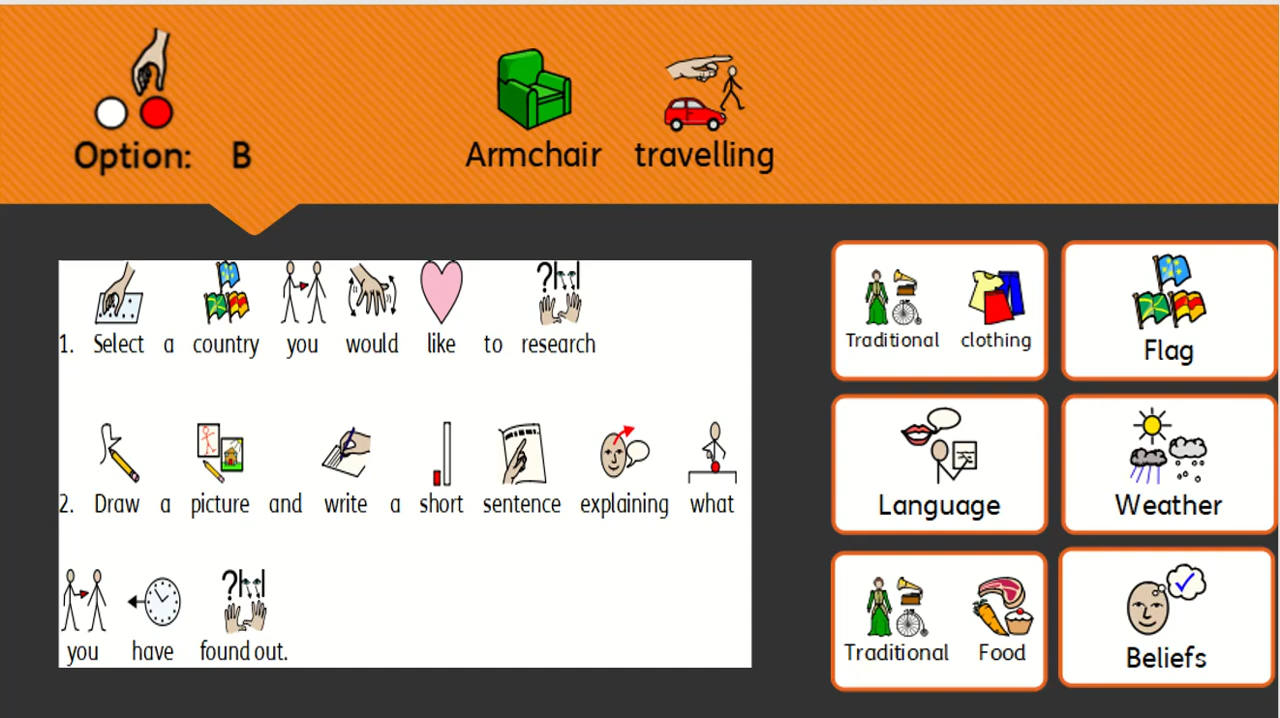 Option: B
Armchair travelling
1. Select a country you would like to research
2. Draw a picture and write a short sentence explaining what
you have found out.
Traditional clothing
Flag
Language
Weather
Traditional Food
Beliefs